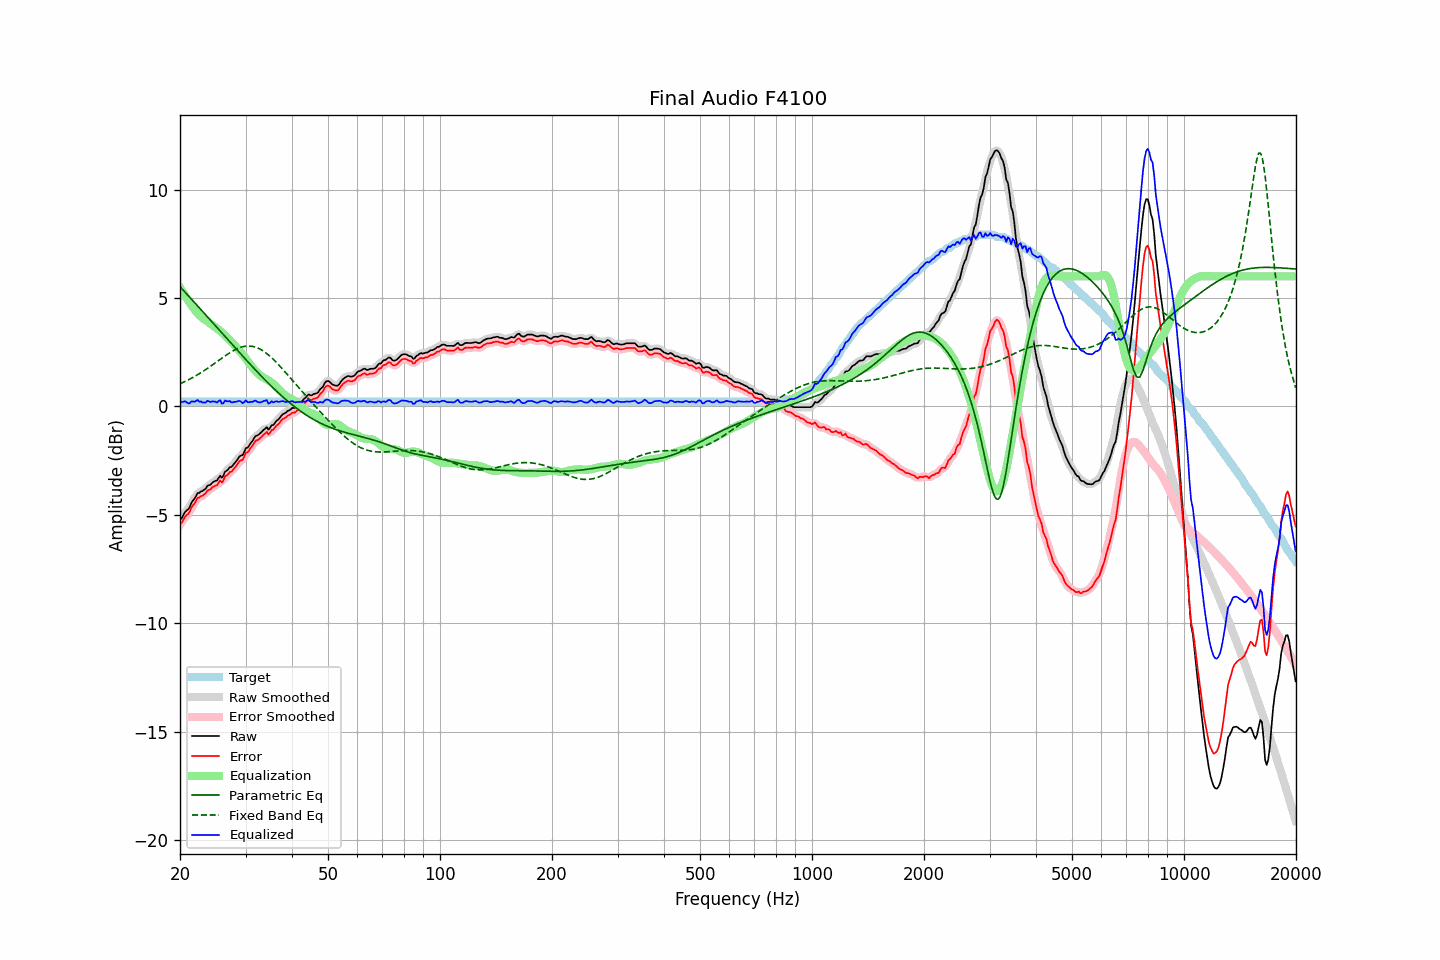 Final Audio F4100
Amplitude (dBr)
10
5
0
−5
−10
−15
−20
Target
Raw Smoothed
Error Smoothed
Raw
Error
Equalization
Parametric Eq
Fixed Band Eq
Equalized
20 50 100 200 500 1000 2000 5000 10000 20000
Frequency (Hz)